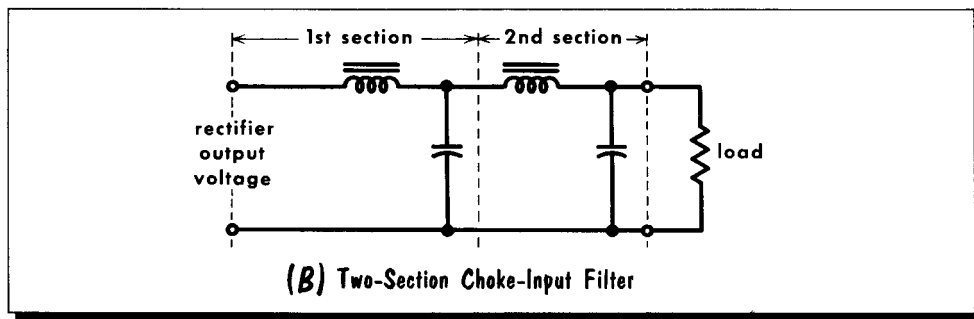 1st section
2nd section
rectifier
output
voltage
load
(B) Two-Section Choke-Input Filter